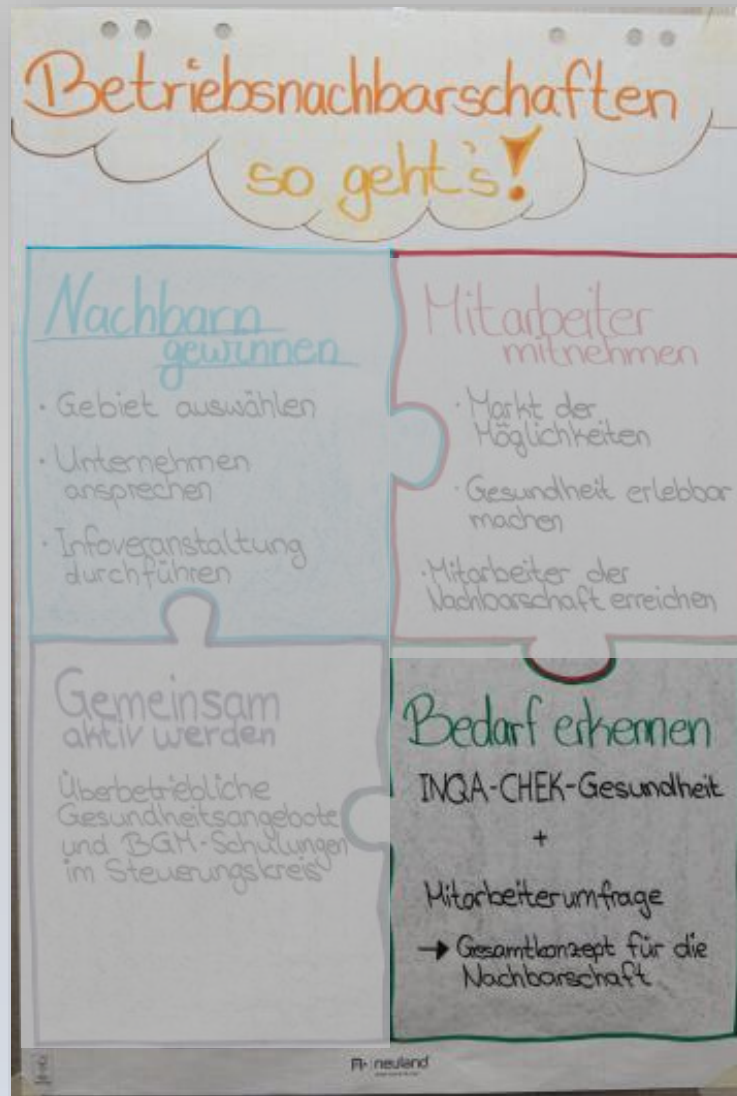 Betriebsnachbarschaften
so geht's!
Nachbarn
gewinnen
· Gebiet auswählen
· Unternehmen
ansprechen
· Infoveranstaltung
durchführen
Mitarbeiter
mitnehmen
· Markt der
Möglichkeiten
· Gesundheit erlebbar
machen
· Mitarbeiter der
Nachbarschaft erreichen
Gemeinsam
aktiv werden
Überbetriebliche
Gesundheitsangebote
und BGM-Schulungen
im Steuerungskreis
Bedarf erkennen
INQA-CHEK-Gesundheit
+
Mitarbeiterumfrage
→ Gesamtkonzept für die
Nachbarschaft
neuland